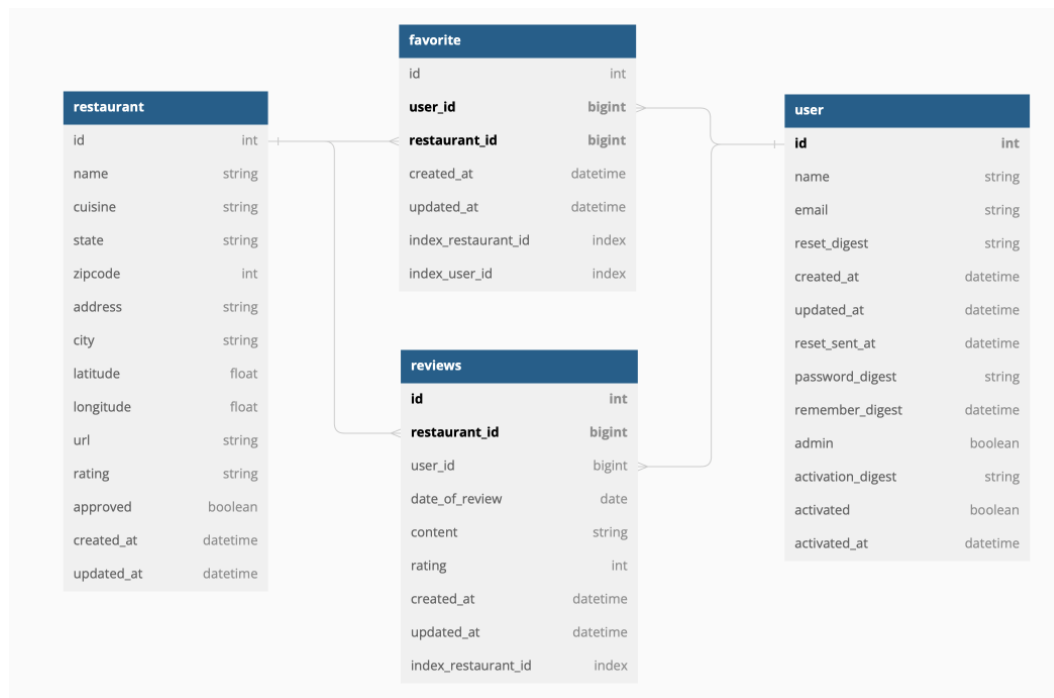 favorite
id int
user_id bigint
restaurant_id bigint
created_at datetime
updated_at datetime
index_restaurant_id index
index_user_id index
restaurant
id int
name string
cuisine string
state string
zipcode int
address string
city string
latitude float
longitude float
url string
rating string
approved boolean
created_at datetime
updated_at datetime
user
id int
name string
email string
reset_digest string
created_at datetime
updated_at datetime
reset_sent_at datetime
password_digest string
remember_digest datetime
admin boolean
activation_digest string
activated boolean
activated_at datetime
reviews
id int
restaurant_id bigint
user_id bigint
date_of_review date
content string
rating int
created_at datetime
updated_at datetime
index_restaurant_id index